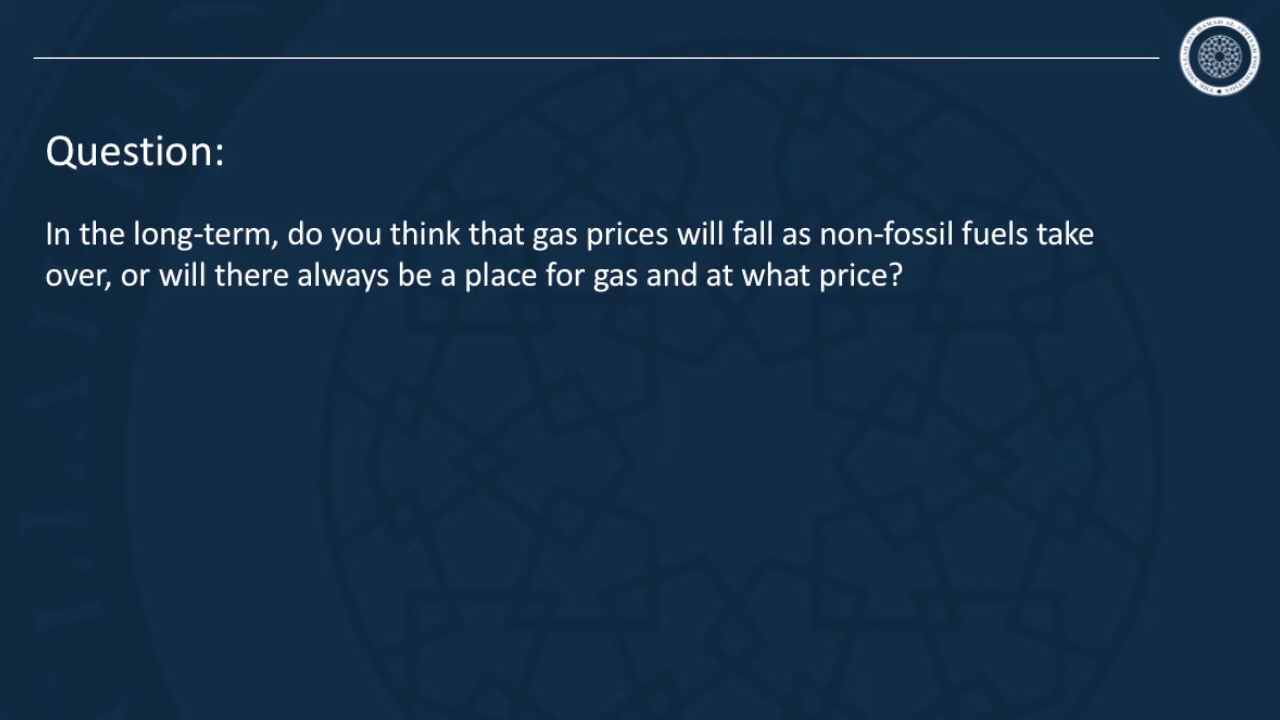 Question:
In the long-term, do you think that gas prices will fall as non-fossil fuels take
over, or will there always be a place for gas and at what price?